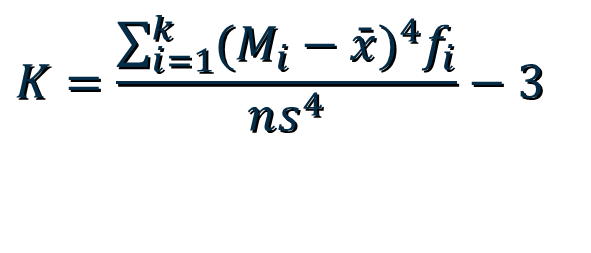 K = \frac{\sum_{i=1}^{k}(M_i - \bar{x})^4 f_i}{ns^4} - 3